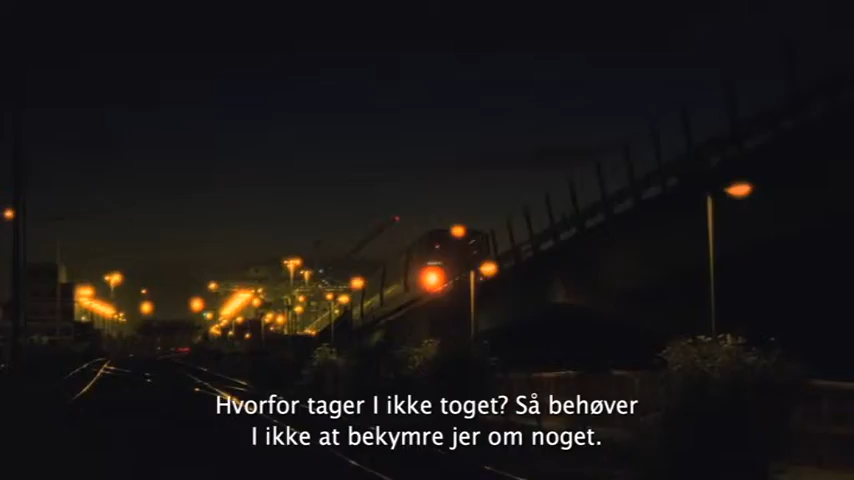 Hvorfor tager I ikke toget? Så behøver
I ikke at bekymre jer om noget.